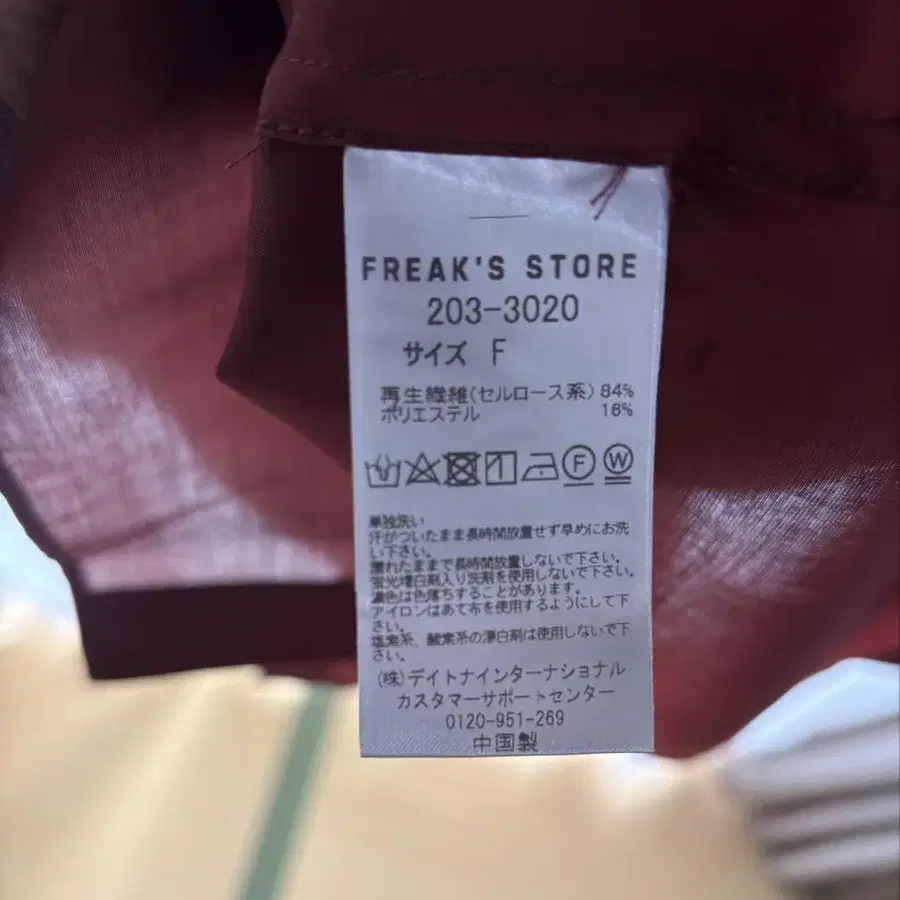 FREAK'S STORE
203-3020
サイズ F
再生繊維(セルロース系) 84%
ポリエステル 16%
F W
単独洗い
汗がついたまま長時間放置せず早めにお洗
い下さい。
濡れたままで長時間放置しないで下さい。
蛍光増白剤入り洗剤を使用しないで下さい。
濃色は色落ちすることがあります。
アイロンはあて布を使用するようにして下
さい。
塩素系、酸素系の漂白剤は使用しないで下
さい。
(株)デイトナインターナショナル
カスタマーサポートセンター
0120-951-269
中国製